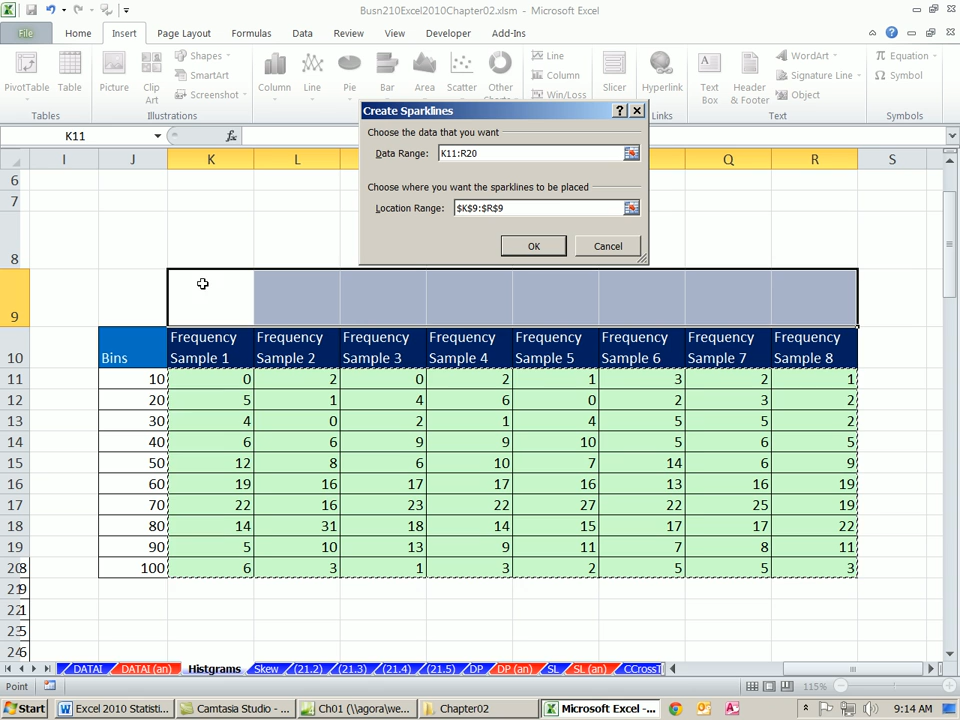 Busn210Excel2010Chapter02.xlsm - Microsoft Excel
File Home Insert Page Layout Formulas Data Review View Developer Add-Ins
PivotTable Table Picture Clip Art Shapes SmartArt Screenshot Column Line Pie Bar Area Scatter Other Charts Line Column Win/Loss Slicer Hyperlink Text Box Header & Footer WordArt Signature Line Object Equation Symbol
Tables Illustrations Links Text Symbols
K11 fx
Create Sparklines
Choose the data that you want
Data Range: K11:R20
Choose where you want the sparklines to be placed
Location Range: $K$9:$R$9
OK Cancel
I J K L Q R S
6
7
8
9
10 Bins Frequency Sample 1 Frequency Sample 2 Frequency Sample 3 Frequency Sample 4 Frequency Sample 5 Frequency Sample 6 Frequency Sample 7 Frequency Sample 8
11 10 0 2 0 2 1 3 2 1
12 20 5 1 4 6 0 2 3 2
13 30 4 0 2 1 4 5 5 2
14 40 6 6 9 9 10 5 6 5
15 50 12 8 6 10 7 14 6 9
16 60 19 16 17 17 16 13 16 19
17 70 22 16 23 22 27 22 25 19
18 80 14 31 18 14 15 17 17 22
19 90 5 10 13 9 11 7 8 11
20 8 100 6 3 1 3 2 5 5 3
21 9
22 1
23 5
24 6
DATAI DATAI (an) Histgrams Skew (21.2) (21.3) (21.4) (21.5) DP DP (an) SL SL (an) CCross
Point 115%
Start Excel 2010 Statisti... Camtasia Studio - ... Ch01 (\\agora\we... Chapter02 Microsoft Excel -... 9:14 AM